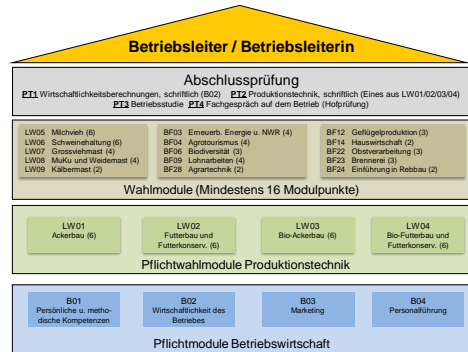 Betriebsleiter / Betriebsleiterin
Abschlussprüfung
PT1 Wirtschaftlichkeitsberechnungen, schriftlich (B02) PT2 Produktionstechnik, schriftlich (Eines aus LW01/02/03/04)
PT3 Betriebsstudie PT4 Fachgespräch auf dem Betrieb (Hofprüfung)
LW05 Milchvieh (6)
LW06 Schweinehaltung (6)
LW07 Grossviehmast (4)
LW08 MuKu und Weidemast (4)
LW09 Kälbermast (2)
BF03 Erneuerb. Energie u. NWR (4)
BF04 Agrotourismus (4)
BF06 Biodiversität (3)
BF09 Lohnarbeiten (4)
BF28 Agrartechnik (2)
BF12 Geflügelproduktion (3)
BF14 Hauswirtschaft (2)
BF22 Obstverarbeitung (3)
BF23 Brennerei (3)
BF24 Einführung in Rebbau (2)
Wahlmodule (Mindestens 16 Modulpunkte)
LW01
Ackerbau (6)
LW02
Futterbau und
Futterkonserv. (6)
LW03
Bio-Ackerbau (6)
LW04
Bio-Futterbau und
Futterkonserv. (6)
Pflichtwahlmodule Produktionstechnik
B01
Persönliche u. metho-
dische Kompetenzen
B02
Wirtschaftlichkeit des
Betriebes
B03
Marketing
B04
Personalführung
Pflichtmodule Betriebswirtschaft